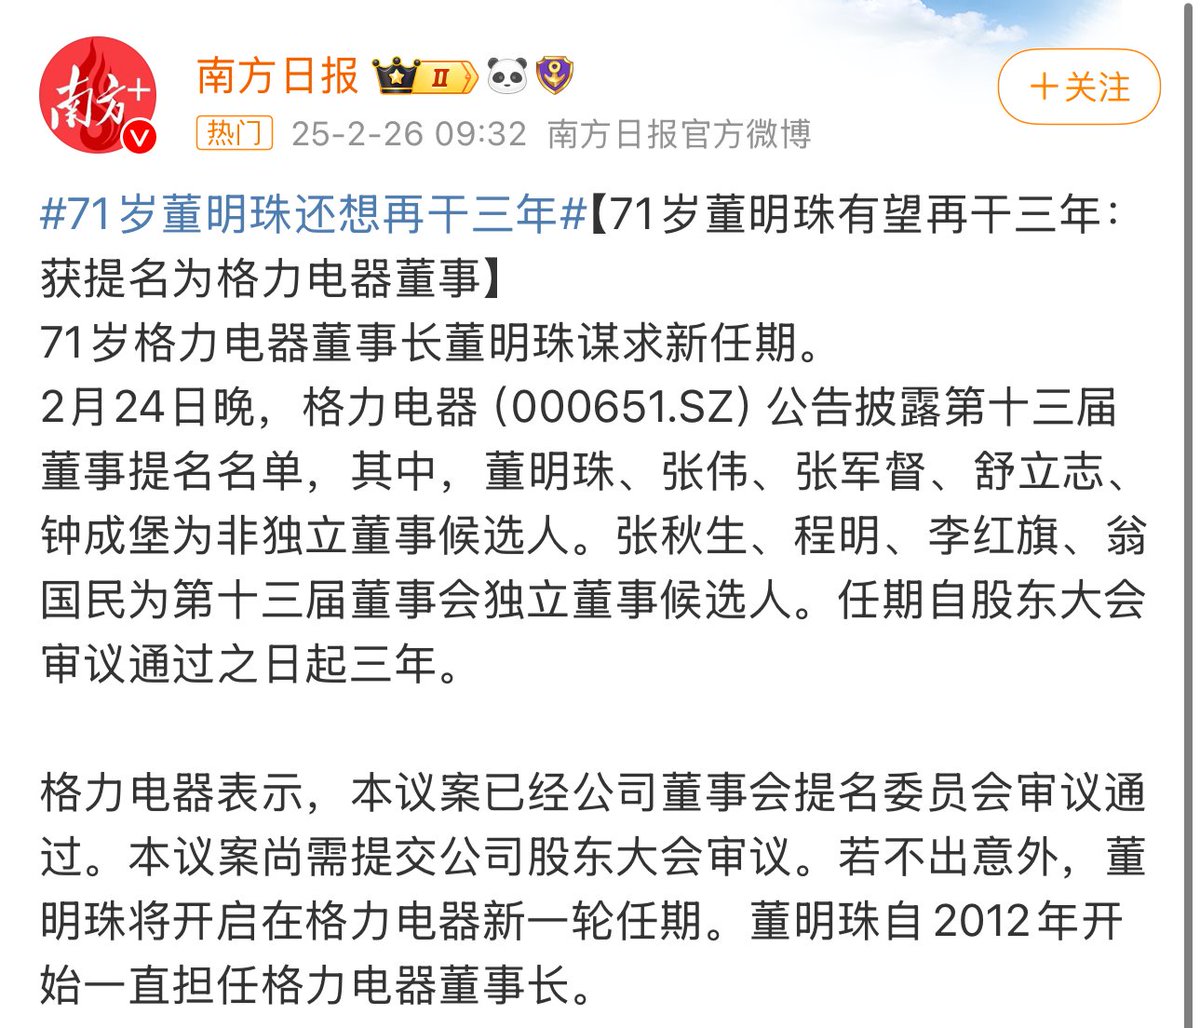 南方+
南方日报 II
+关注
热门 25-2-26 09:32 南方日报官方微博
#71岁董明珠还想再干三年#【71岁董明珠有望再干三年：
获提名为格力电器董事】
71岁格力电器董事长董明珠谋求新任期。
2月24日晚，格力电器（000651.SZ）公告披露第十三届
董事提名名单，其中，董明珠、张伟、张军督、舒立志、
钟成堡为非独立董事候选人。张秋生、程明、李红旗、翁
国民为第十三届董事会独立董事候选人。任期自股东大会
审议通过之日起三年。
格力电器表示，本议案已经公司董事会提名委员会审议通
过。本议案尚需提交公司股东大会审议。若不出意外，董
明珠将开启在格力电器新一轮任期。董明珠自2012年开
始一直担任格力电器董事长。